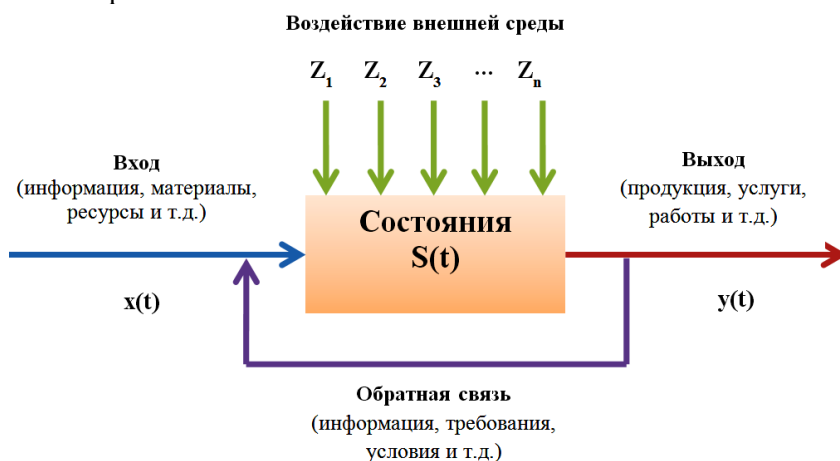 Воздействие внешней среды
Z1 Z2 Z3 ... Zn
Вход
(информация, материалы,
ресурсы и т.д.)
Выход
(продукция, услуги,
работы и т.д.)
Состояния
S(t)
x(t)
y(t)
Обратная связь
(информация, требования,
условия и т.д.)